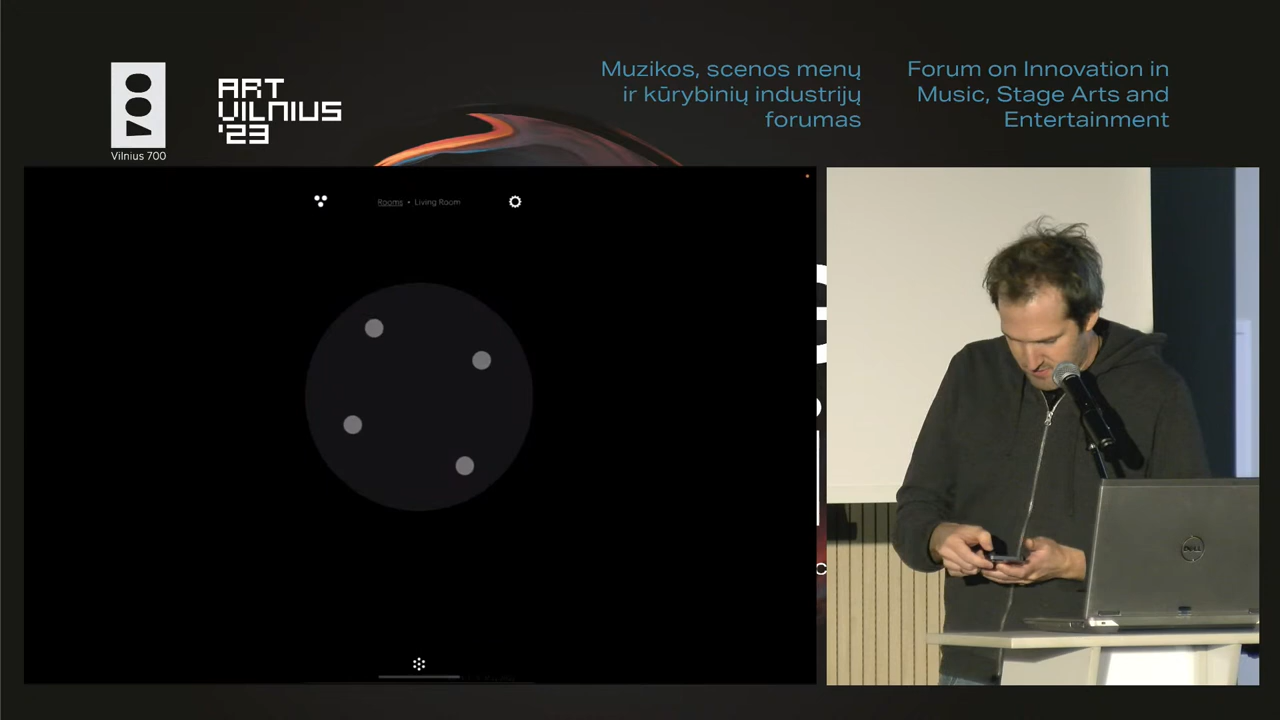 Vilnius 700
ART
VILNIUS
'23
Muzikos, scenos menų
ir kūrybinių industrijų
forumas
Forum on Innovation in
Music, Stage Arts and
Entertainment
Rooms • Living Room
DELL